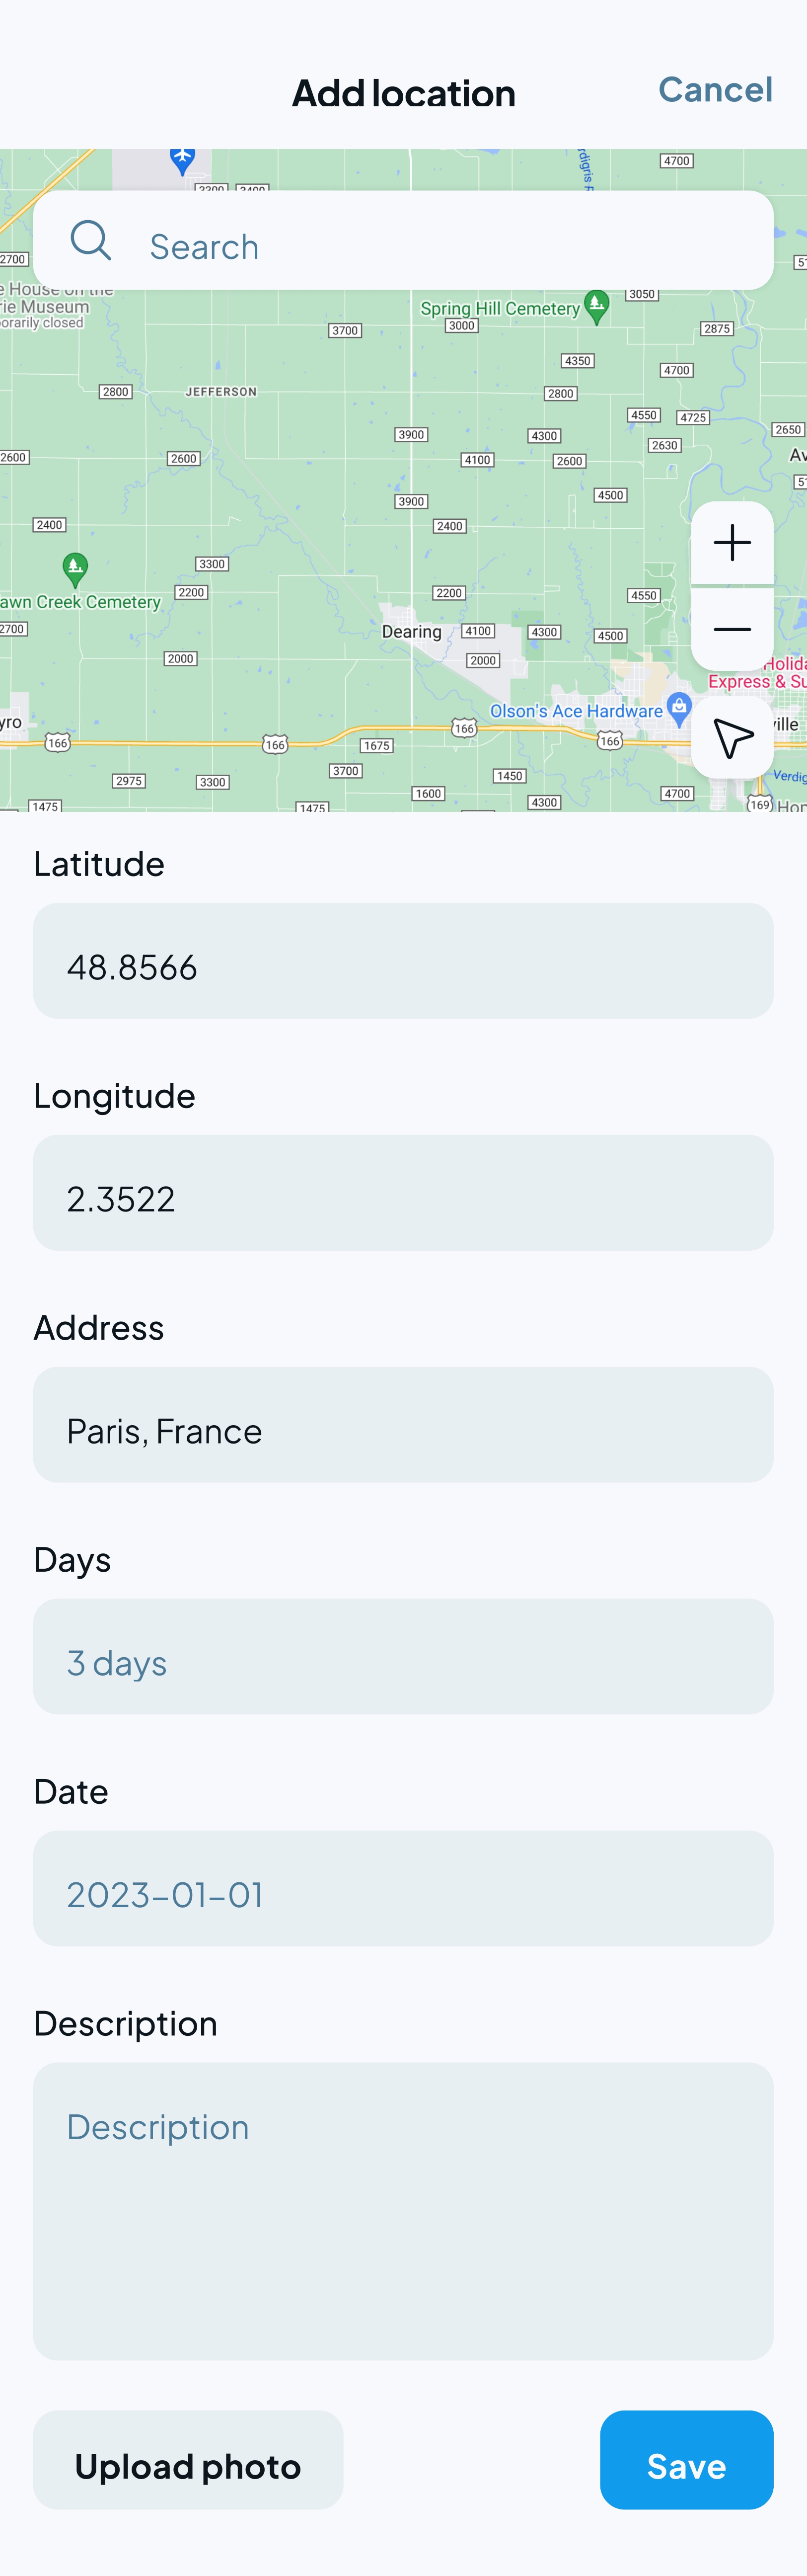 Add location
Cancel
4700
3300 3400
rdigris R
Search
2700
e House on the
rie Museum
orarily closed
3050
Spring Hill Cemetery
3000
3700
2875
4350
4700
2800
JEFFERSON
2800
4550
4725
2650
3900
4300
2630
Av
2600
2600
4100
2600
3900
4500
2400
2400
3300
awn Creek Cemetery
2200
2200
4550
2700
Dearing
4100
4300
4500
2000
2000
Holida
Express & Su
Olson's Ace Hardware
yro
ville
166
166
166
166
1675
2975
3300
3700
1450
Verdig
1600
4700
1475
1475
4300
169
Hon
Latitude
48.8566
Longitude
2.3522
Address
Paris, France
Days
3 days
Date
2023-01-01
Description
Description
Upload photo
Save